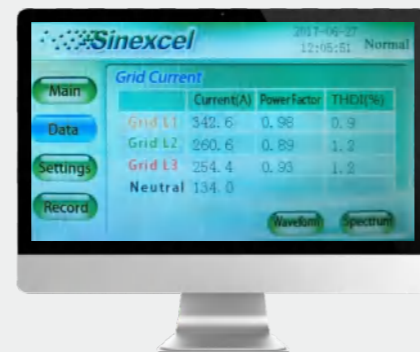 Sinexcel
2017-06-27
12:05:51 Normal
Main
Data
Settings
Record
Grid Current
Current(A) Power Factor THDI(%)
Grid L1 342.6 0.98 0.9
Grid L2 260.6 0.89 1.2
Grid L3 254.4 0.93 1.2
Neutral 134.0
Waveform Spectrum